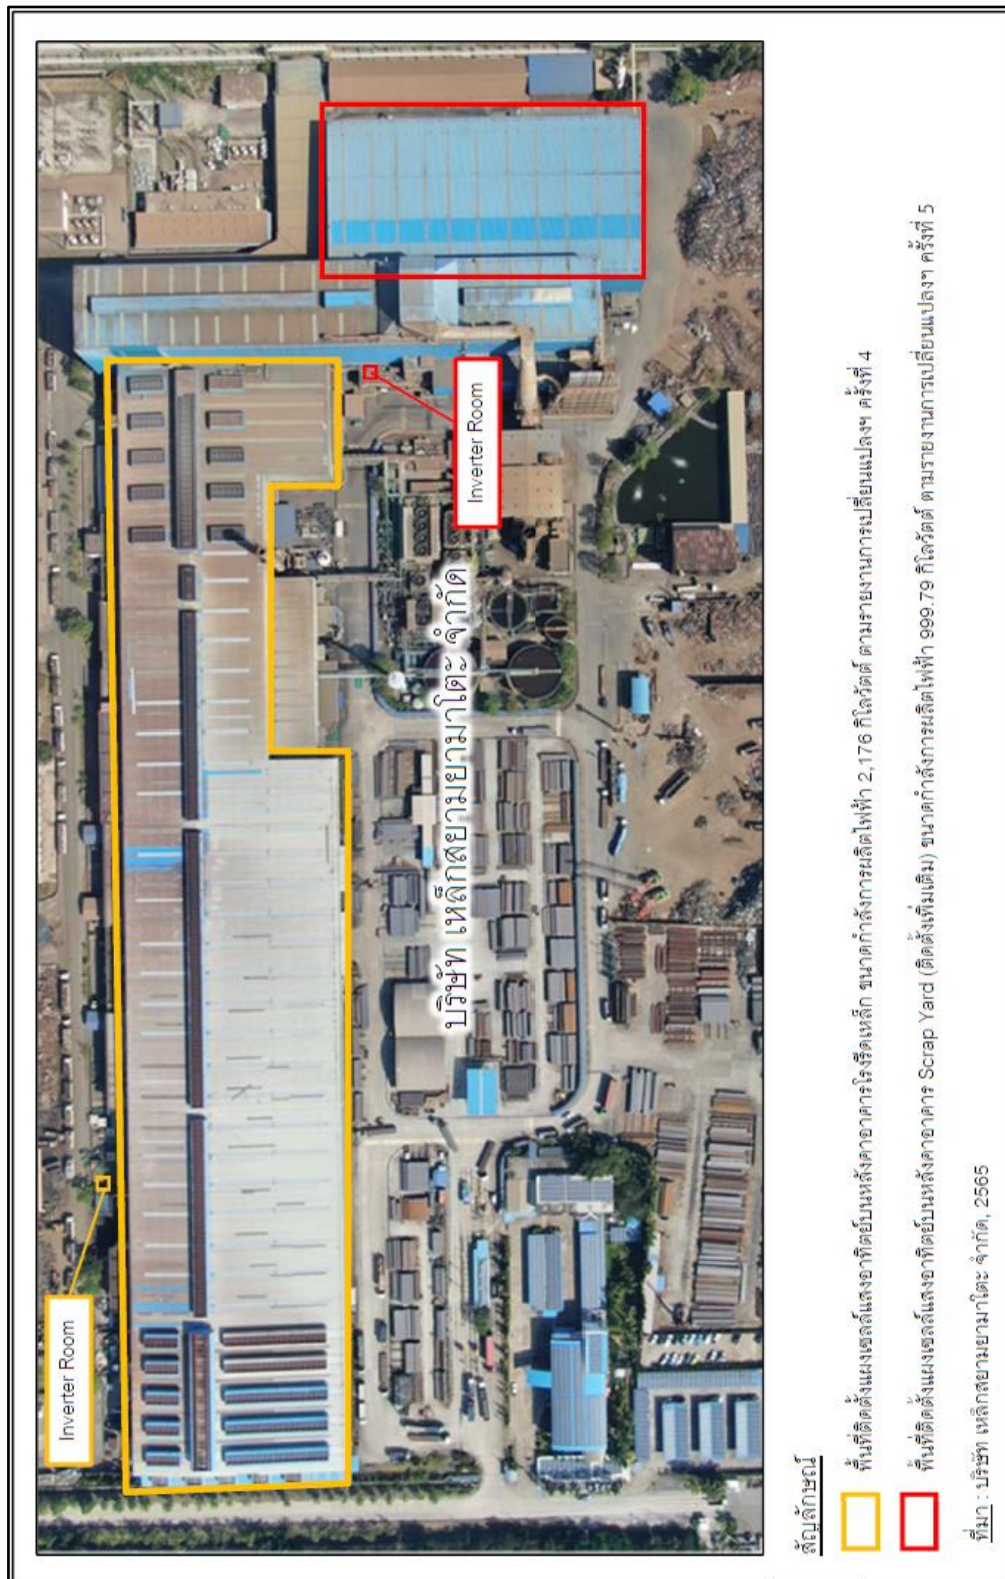 Inverter Room
Inverter Room
บริษัท เหล็กสยามยามาโตะ จำกัด
สัญลักษณ์
พื้นที่ติดตั้งแผงเซลล์แสงอาทิตย์บนหลังคาอาคารโรงรีดเหล็ก ขนาดกำลังการผลิตไฟฟ้า 2,176 กิโลวัตต์ ตามรายงานการเปลี่ยนแปลงฯ ครั้งที่ 4
พื้นที่ติดตั้งแผงเซลล์แสงอาทิตย์บนหลังคาอาคาร Scrap Yard (ติดตั้งเพิ่มเติม) ขนาดกำลังการผลิตไฟฟ้า 999.79 กิโลวัตต์ ตามรายงานการเปลี่ยนแปลงฯ ครั้งที่ 5
ที่มา : บริษัท เหล็กสยามยามาโตะ จำกัด, 2565